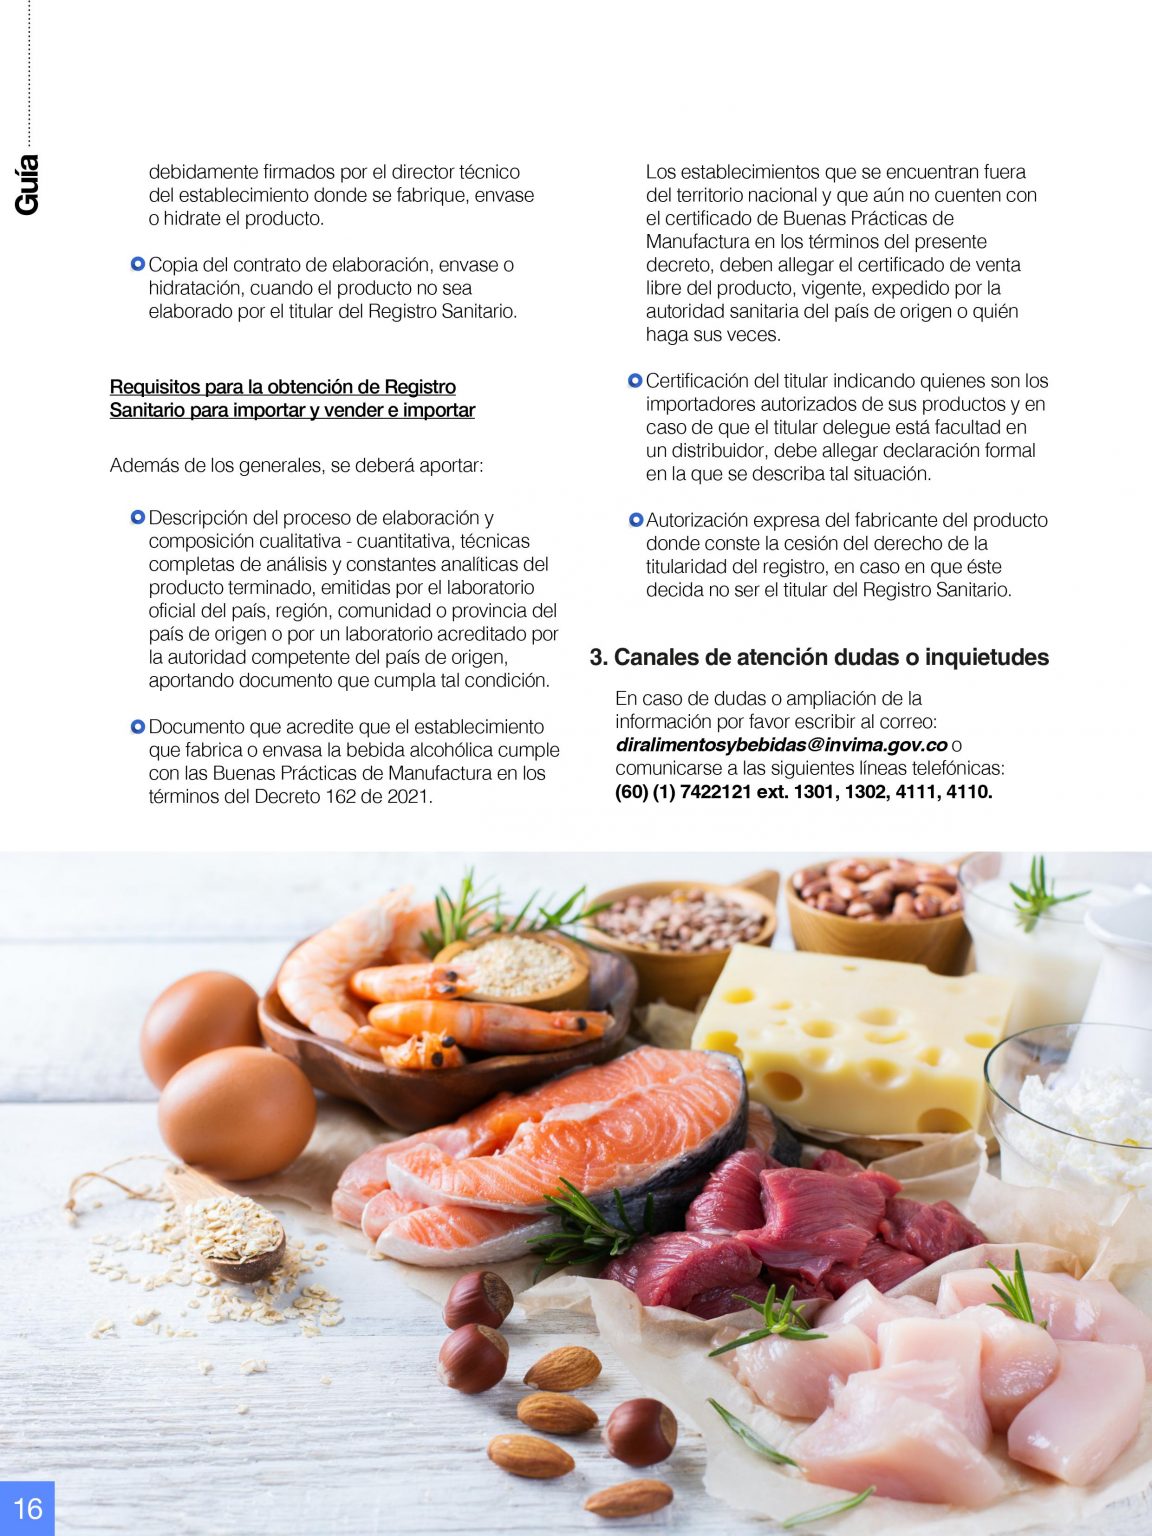 Guía
debidamente firmados por el director técnico
del establecimiento donde se fabrique, envase
o hidrate el producto.
Copia del contrato de elaboración, envase o
hidratación, cuando el producto no sea
elaborado por el titular del Registro Sanitario.
Requisitos para la obtención de Registro
Sanitario para importar y vender e importar
Además de los generales, se deberá aportar:
Descripción del proceso de elaboración y
composición cualitativa - cuantitativa, técnicas
completas de análisis y constantes analíticas del
producto terminado, emitidas por el laboratorio
oficial del país, región, comunidad o provincia del
país de origen o por un laboratorio acreditado por
la autoridad competente del país de origen,
aportando documento que cumpla tal condición.
Documento que acredite que el establecimiento
que fabrica o envasa la bebida alcohólica cumple
con las Buenas Prácticas de Manufactura en los
términos del Decreto 162 de 2021.
Los establecimientos que se encuentran fuera
del territorio nacional y que aún no cuenten con
el certificado de Buenas Prácticas de
Manufactura en los términos del presente
decreto, deben allegar el certificado de venta
libre del producto, vigente, expedido por la
autoridad sanitaria del país de origen o quién
haga sus veces.
Certificación del titular indicando quienes son los
importadores autorizados de sus productos y en
caso de que el titular delegue está facultad en
un distribuidor, debe allegar declaración formal
en la que se describa tal situación.
Autorización expresa del fabricante del producto
donde conste la cesión del derecho de la
titularidad del registro, en caso en que éste
decida no ser el titular del Registro Sanitario.
3. Canales de atención dudas o inquietudes
En caso de dudas o ampliación de la
información por favor escribir al correo:
diralimentosybebidas@invima.gov.co o
comunicarse a las siguientes líneas telefónicas:
(60) (1) 7422121 ext. 1301, 1302, 4111, 4110.
16